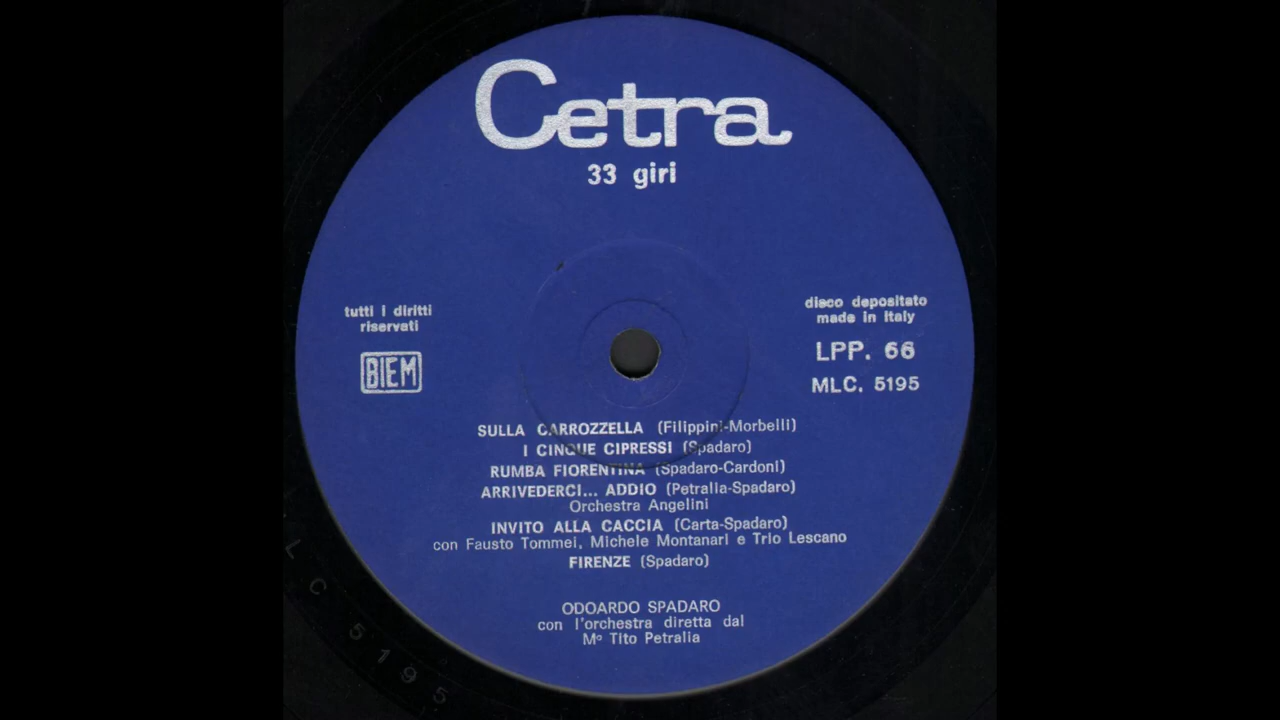 Cetra
33 giri
tutti i diritti
riservati
BIEM
disco depositato
made in Italy
LPP. 66
MLC. 5195
SULLA CARROZZELLA (Filippini-Morbelli)
I CINQUE CIPRESSI (Spadaro)
RUMBA FIORENTINA (Spadaro-Cardoni)
ARRIVEDERCI... ADDIO (Petralia-Spadaro)
Orchestra Angelini
INVITO ALLA CACCIA (Carta-Spadaro)
con Fausto Tommei, Michele Montanari e Trio Lescano
FIRENZE (Spadaro)
ODOARDO SPADARO
con l'orchestra diretta dal
Mº Tito Petralia
L C 5195